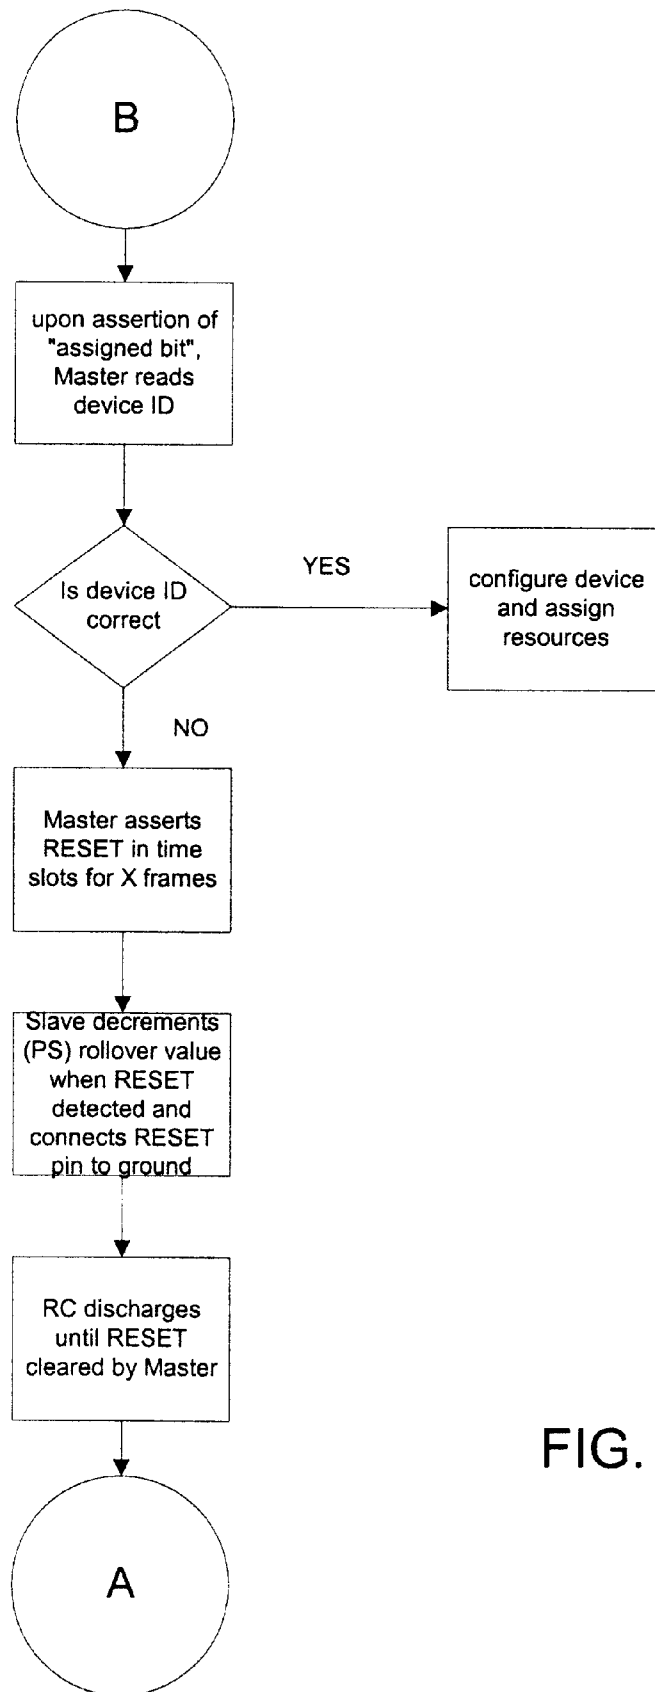 B
upon assertion of
"assigned bit",
Master reads
device ID
Is device ID
correct
YES
configure device
and assign
resources
NO
Master asserts
RESET in time
slots for X frames
Slave decrements
(PS) rollover value
when RESET
detected and
connects RESET
pin to ground
RC discharges
until RESET
cleared by Master
FIG.
A